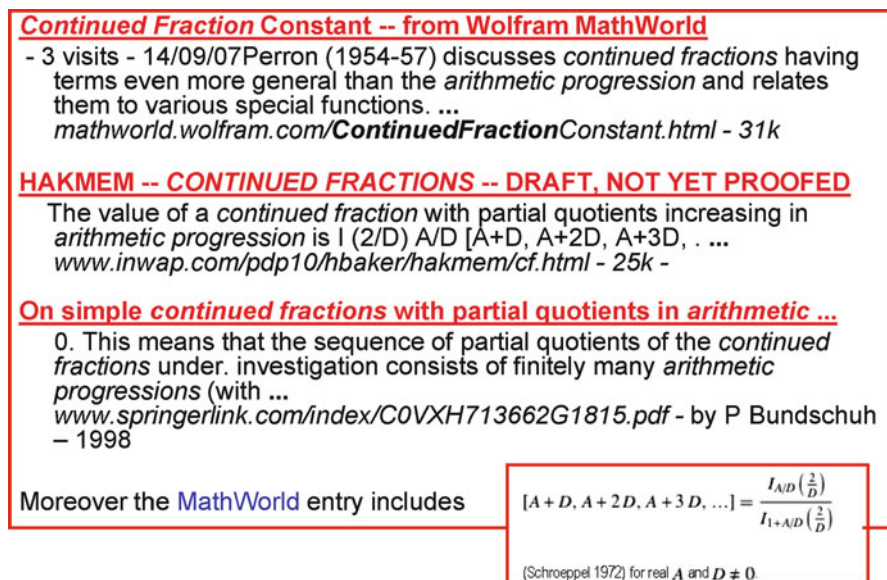 Continued Fraction Constant -- from Wolfram MathWorld
- 3 visits - 14/09/07Perron (1954-57) discusses continued fractions having
terms even more general than the arithmetic progression and relates
them to various special functions. ...
mathworld.wolfram.com/ContinuedFractionConstant.html - 31k
HAKMEM -- CONTINUED FRACTIONS -- DRAFT, NOT YET PROOFED
The value of a continued fraction with partial quotients increasing in
arithmetic progression is I (2/D) A/D [A+D, A+2D, A+3D, . ...
www.inwap.com/pdp10/hbaker/hakmem/cf.html - 25k -
On simple continued fractions with partial quotients in arithmetic ...
0. This means that the sequence of partial quotients of the continued
fractions under. investigation consists of finitely many arithmetic
progressions (with ...
www.springerlink.com/index/C0VXH713662G1815.pdf - by P Bundschuh
– 1998
Moreover the MathWorld entry includes
[A + D, A + 2 D, A + 3 D, ...] = I_{A/D}(2/D) / I_{1+A/D}(2/D)
(Schroeppel 1972) for real A and D ≠ 0.